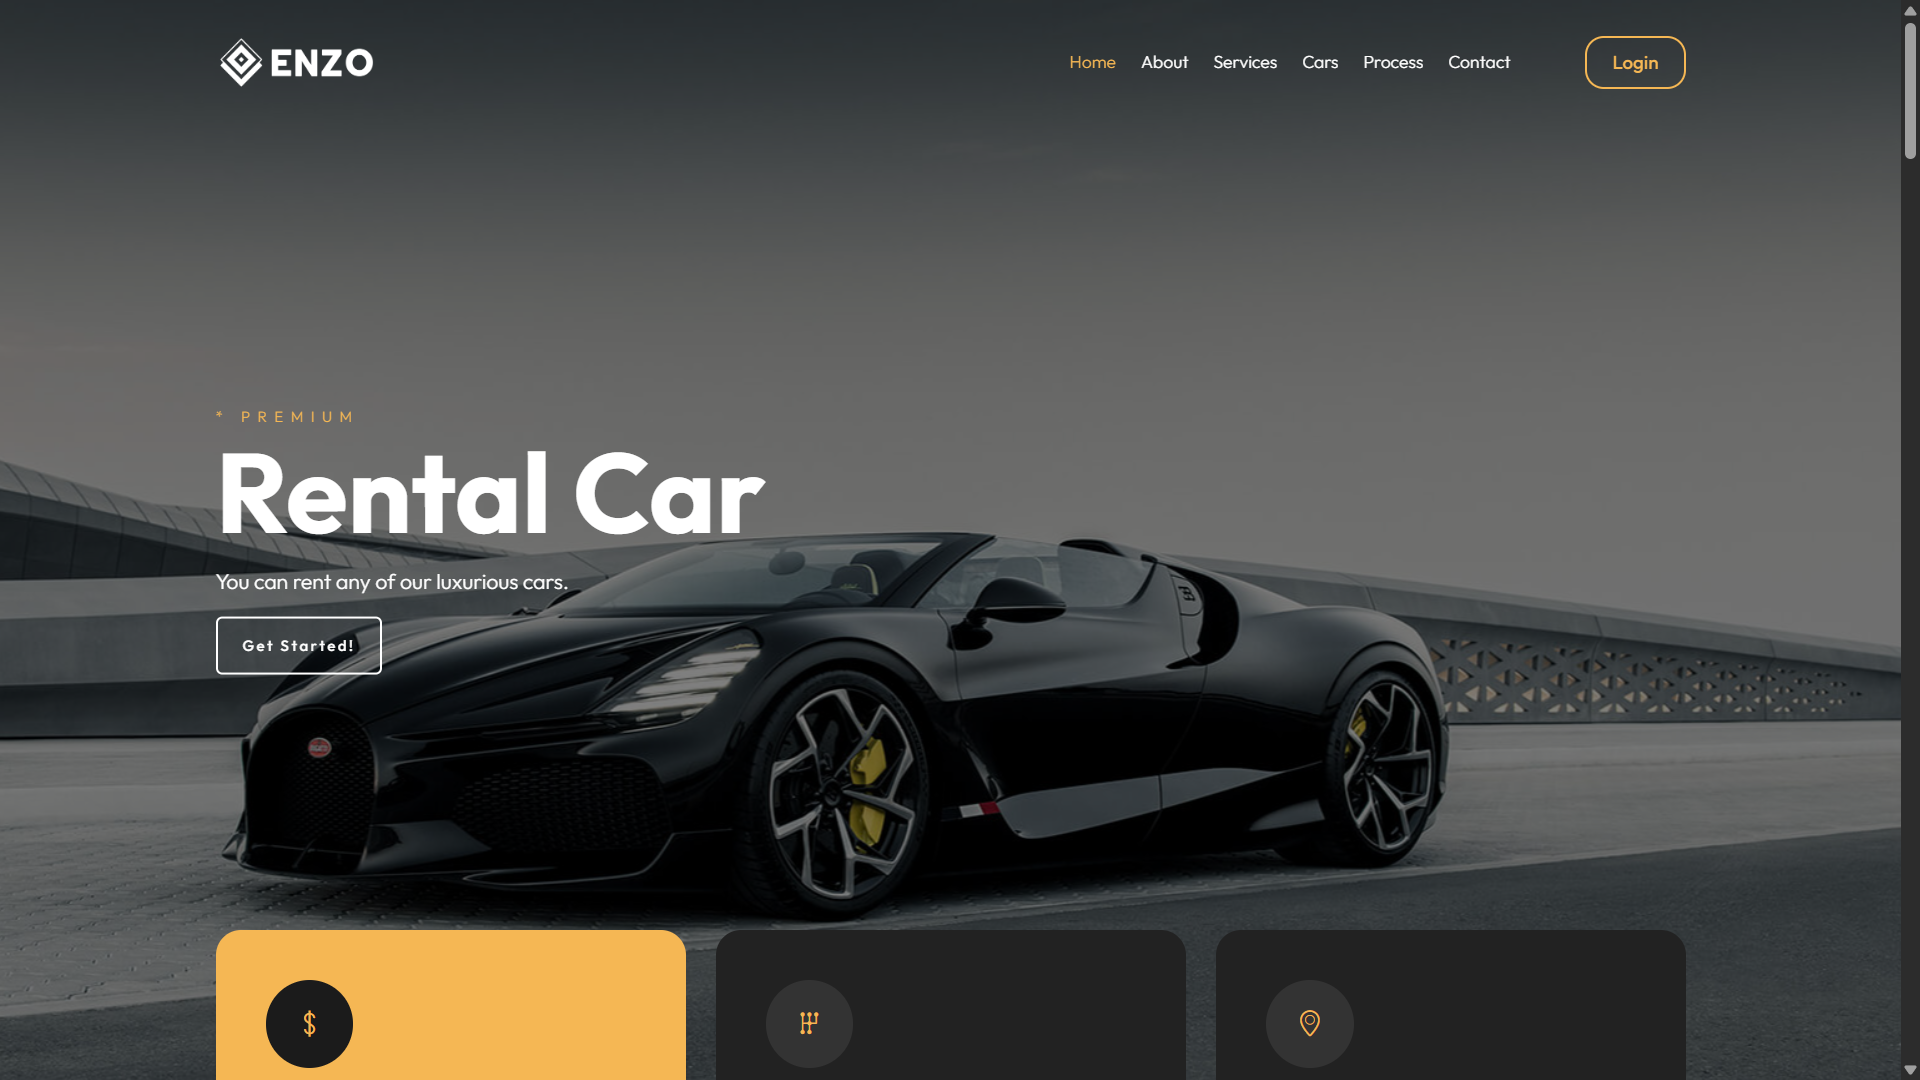 ENZO
Home About Services Cars Process Contact Login
* PREMIUM
Rental Car
You can rent any of our luxurious cars.
Get Started!
$